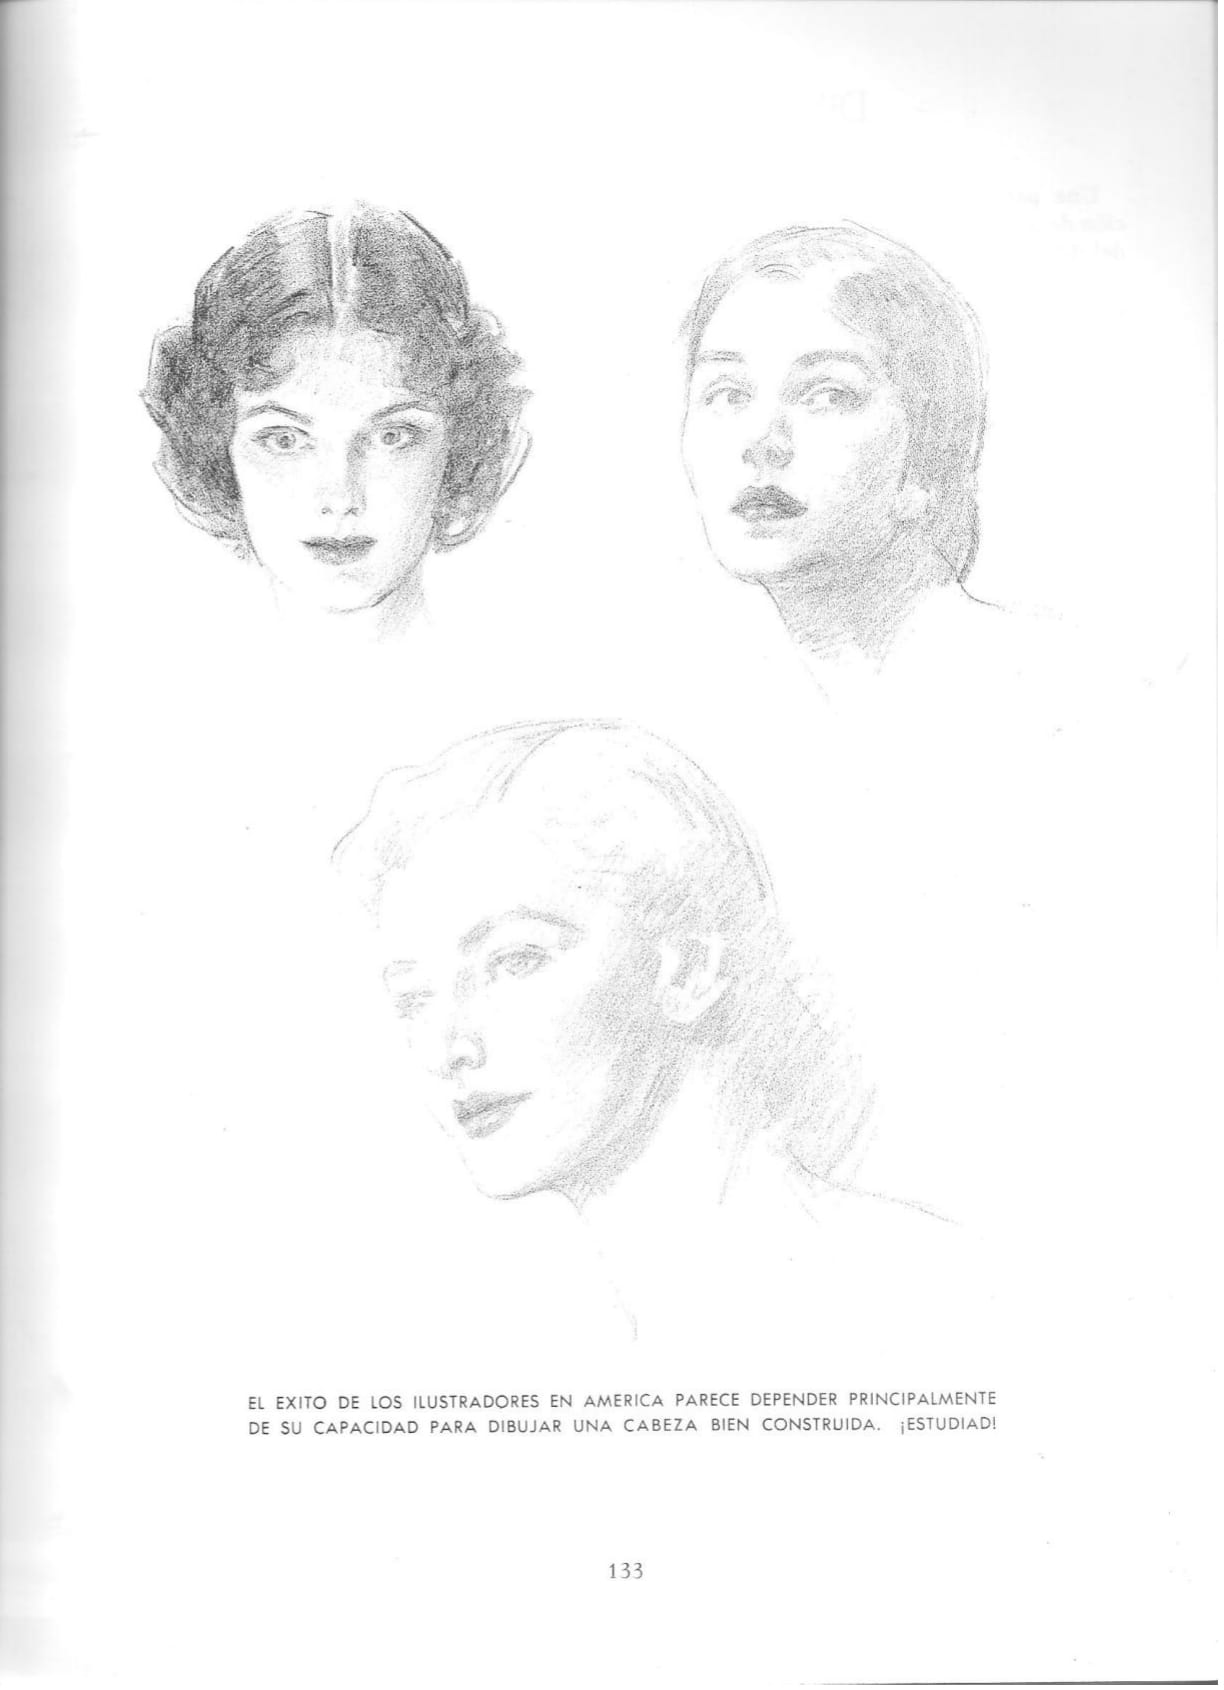 EL EXITO DE LOS ILUSTRADORES EN AMERICA PARECE DEPENDER PRINCIPALMENTE
DE SU CAPACIDAD PARA DIBUJAR UNA CABEZA BIEN CONSTRUIDA. ¡ESTUDIAD!
133